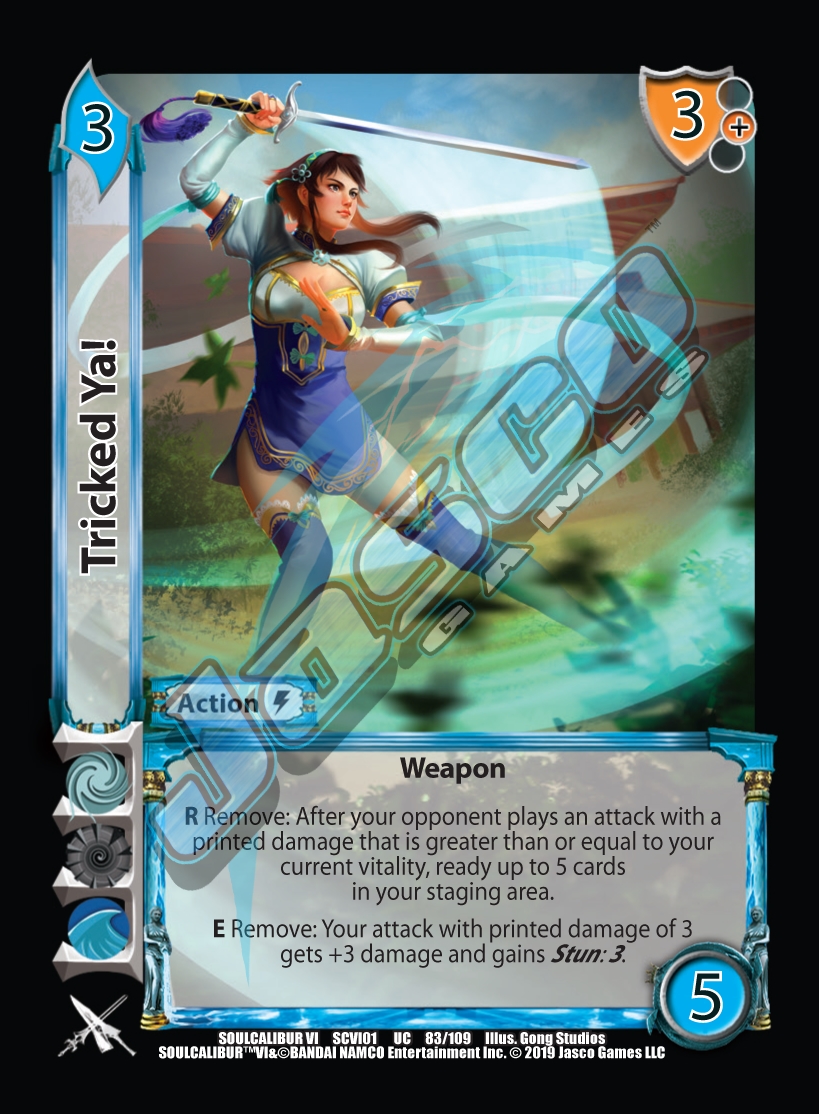 3
3
+
Tricked Ya!
JASCO
GAMES
TM
Action
Weapon
R Remove: After your opponent plays an attack with a
printed damage that is greater than or equal to your
current vitality, ready up to 5 cards
in your staging area.
E Remove: Your attack with printed damage of 3
gets +3 damage and gains Stun: 3.
5
SOULCALIBUR VI SCVI01 UC 83/109 Illus. Gong Studios
SOULCALIBUR™VI&©BANDAI NAMCO Entertainment Inc. © 2019 Jasco Games LLC